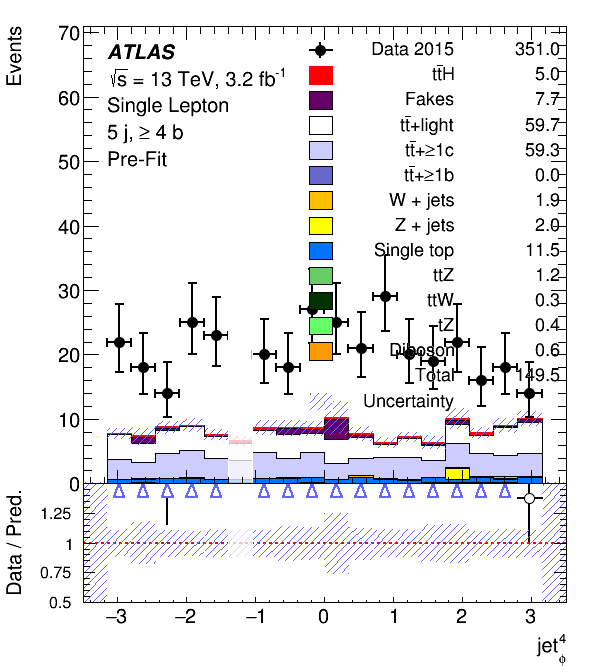 Events
70
60
50
40
30
20
10
0
ATLAS
√s = 13 TeV, 3.2 fb-1
Single Lepton
5 j, ≥ 4 b
Pre-Fit
Data 2015 351.0
tt̄H 5.0
Fakes 7.7
tt̄+light 59.7
tt̄+≥1c 59.3
tt̄+≥1b 0.0
W + jets 1.9
Z + jets 2.0
Single top 11.5
ttZ 1.2
ttW 0.3
tZ 0.4
Diboson 0.6
Total 149.5
Uncertainty
Data / Pred.
1.25
1
0.75
0.5
−3 −2 −1 0 1 2 3
jet4ϕ